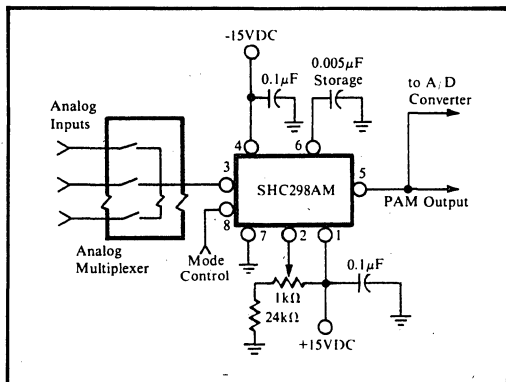 -15VDC
0.1µF
0.005µF
Storage
to A/D
Converter
Analog
Inputs
4
6
3
SHC298AM
5
8
PAM Output
7
2
1
Analog
Multiplexer
Mode
Control
0.1µF
1kΩ
24kΩ
+15VDC